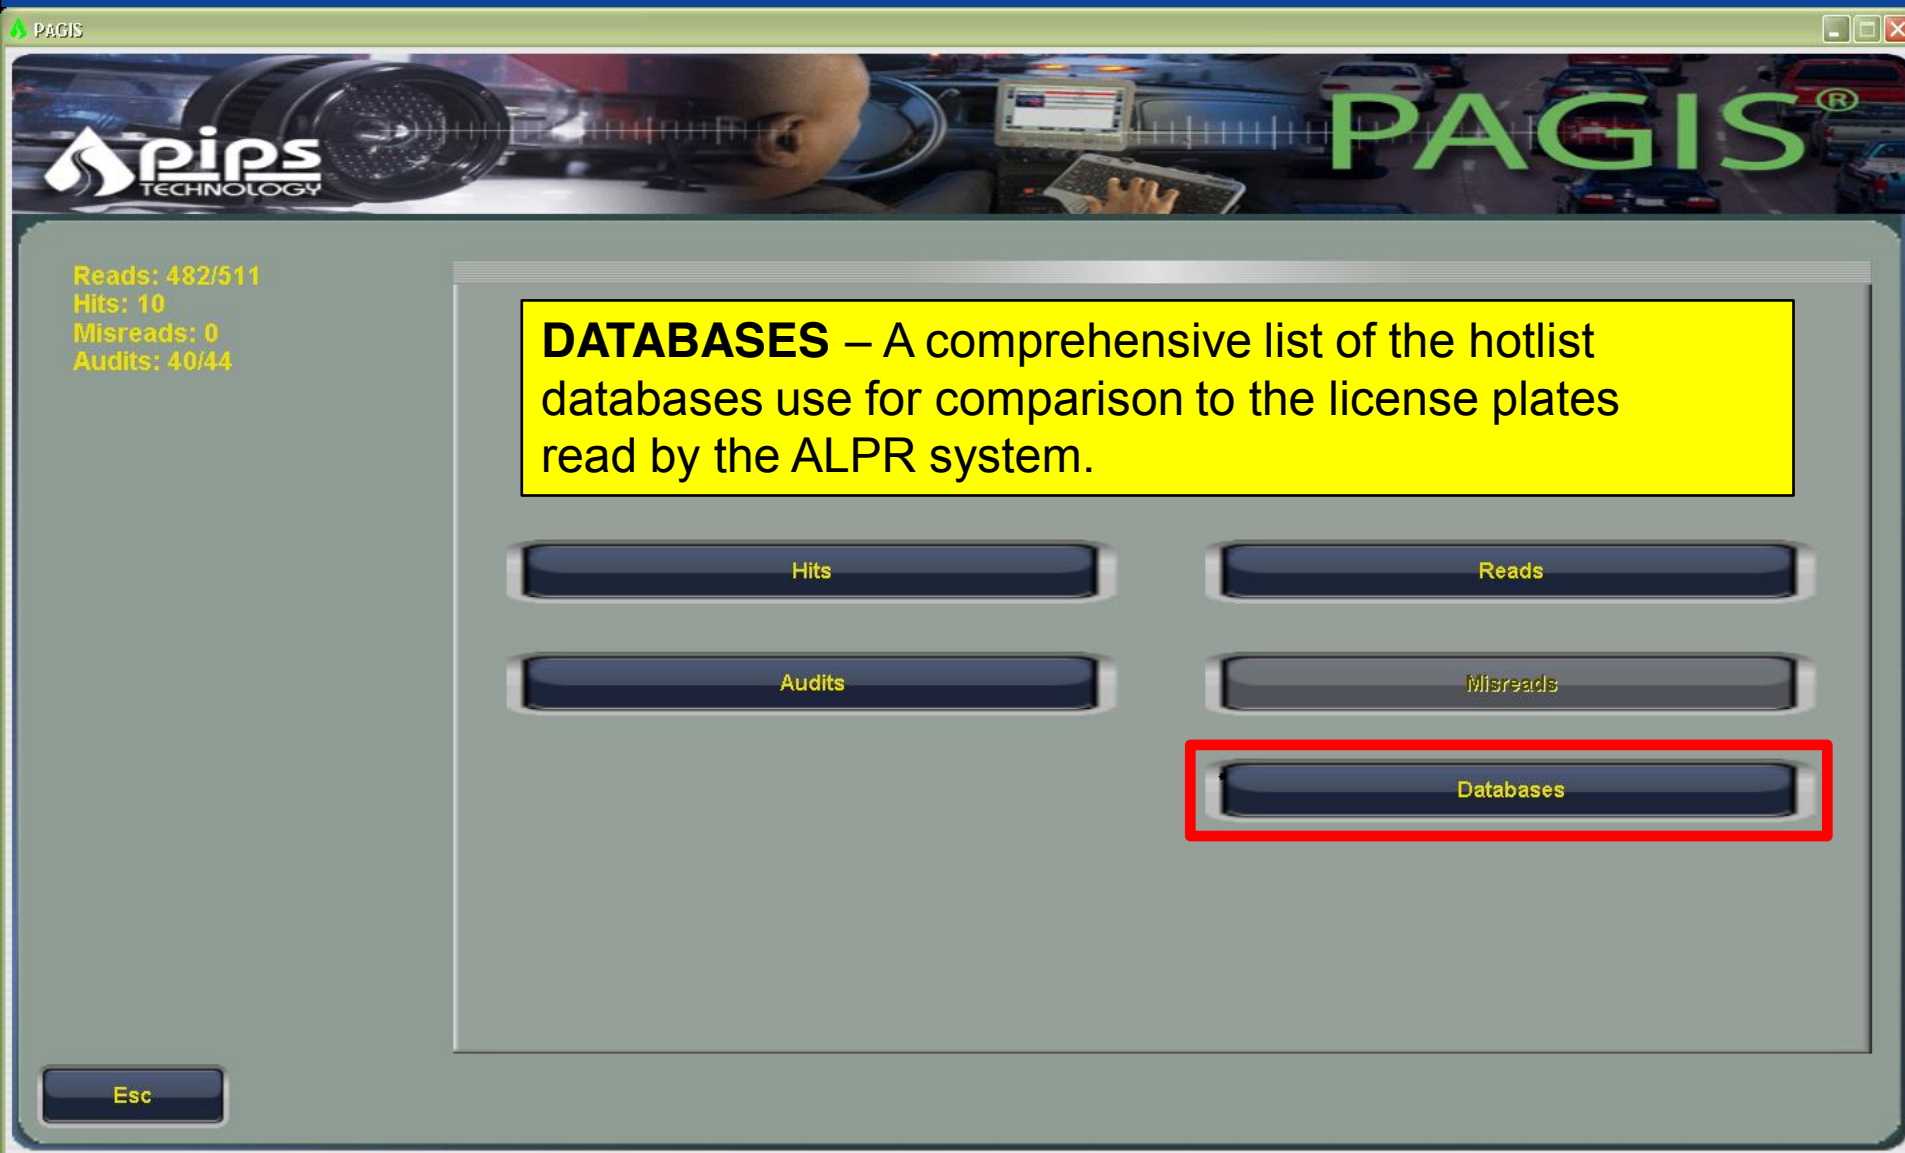 PAGIS
pips
TECHNOLOGY
PAGIS®
Reads: 482/511
Hits: 10
Misreads: 0
Audits: 40/44
DATABASES – A comprehensive list of the hotlist
databases use for comparison to the license plates
read by the ALPR system.
Hits
Reads
Audits
Misreads
Databases
Esc